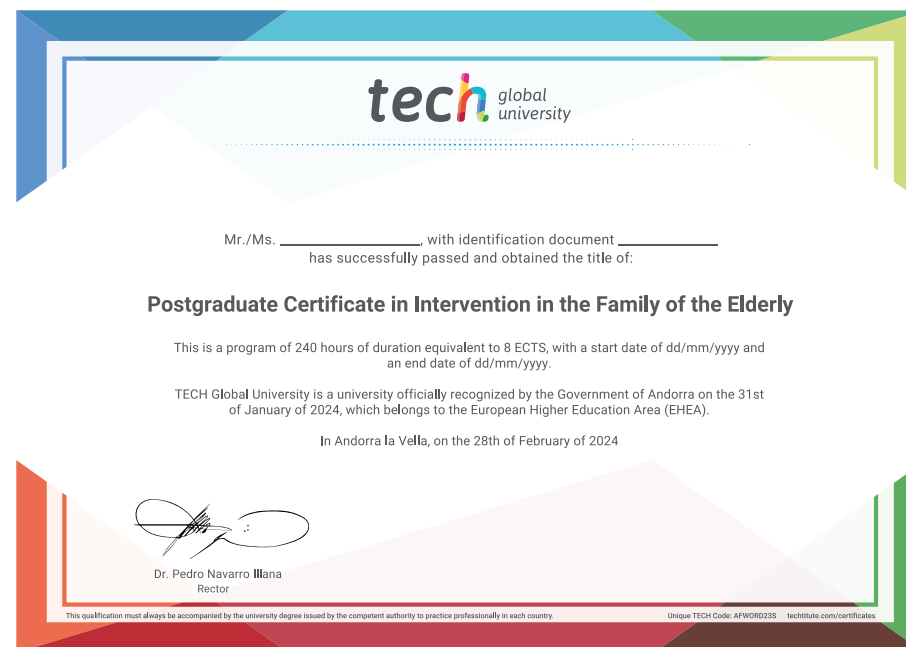 tech global university
Mr./Ms. ____________, with identification document ____________
has successfully passed and obtained the title of:
Postgraduate Certificate in Intervention in the Family of the Elderly
This is a program of 240 hours of duration equivalent to 8 ECTS, with a start date of dd/mm/yyyy and
an end date of dd/mm/yyyy.
TECH Global University is a university officially recognized by the Government of Andorra on the 31st
of January of 2024, which belongs to the European Higher Education Area (EHEA).
In Andorra la Vella, on the 28th of February of 2024
Dr. Pedro Navarro Illana
Rector
This qualification must always be accompanied by the university degree issued by the competent authority to practice professionally in each country.
Unique TECH Code: AFWORD23S techtitute.com/certificates